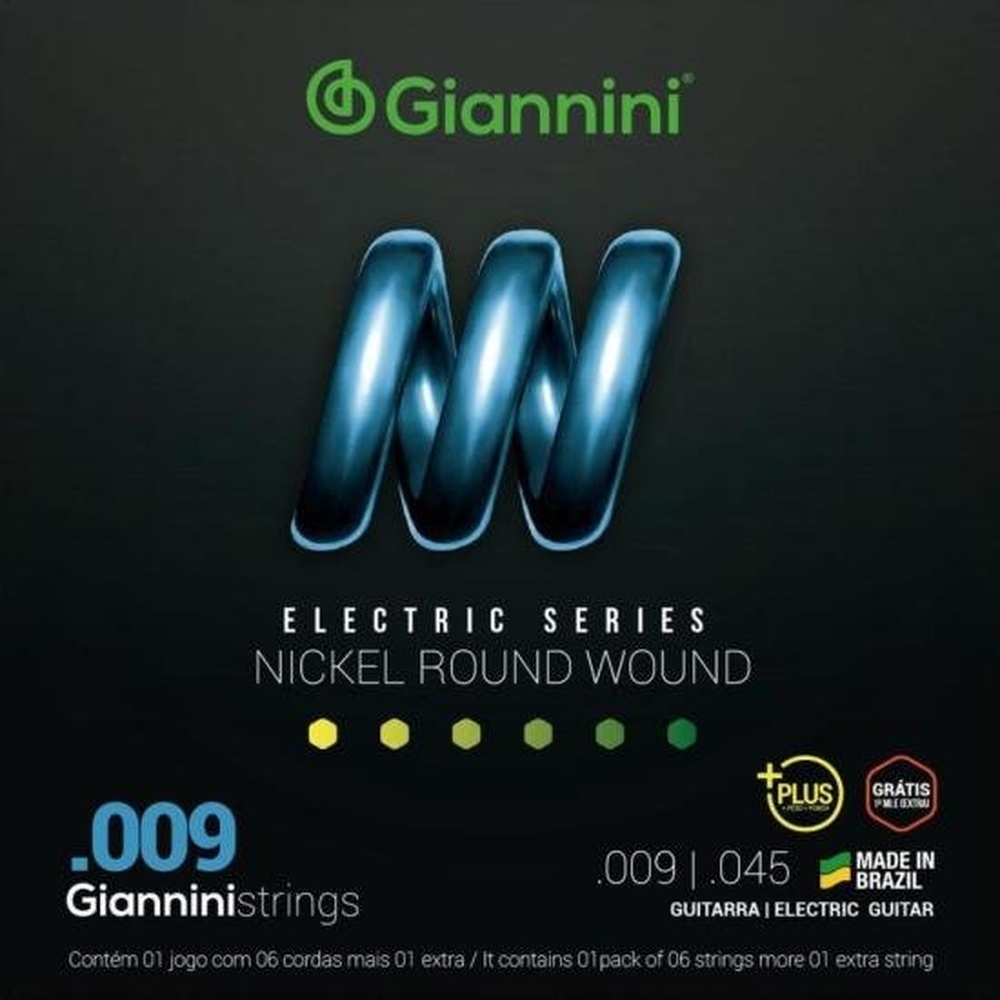 Giannini®
ELECTRIC SERIES
NICKEL ROUND WOUND
+PLUS
GRÁTIS
.009
Gianninistrings
.009 | .045
MADE IN
BRAZIL
GUITARRA | ELECTRIC GUITAR
Contém 01 jogo com 06 cordas mais 01 extra / It contains 01pack of 06 strings more 01 extra string